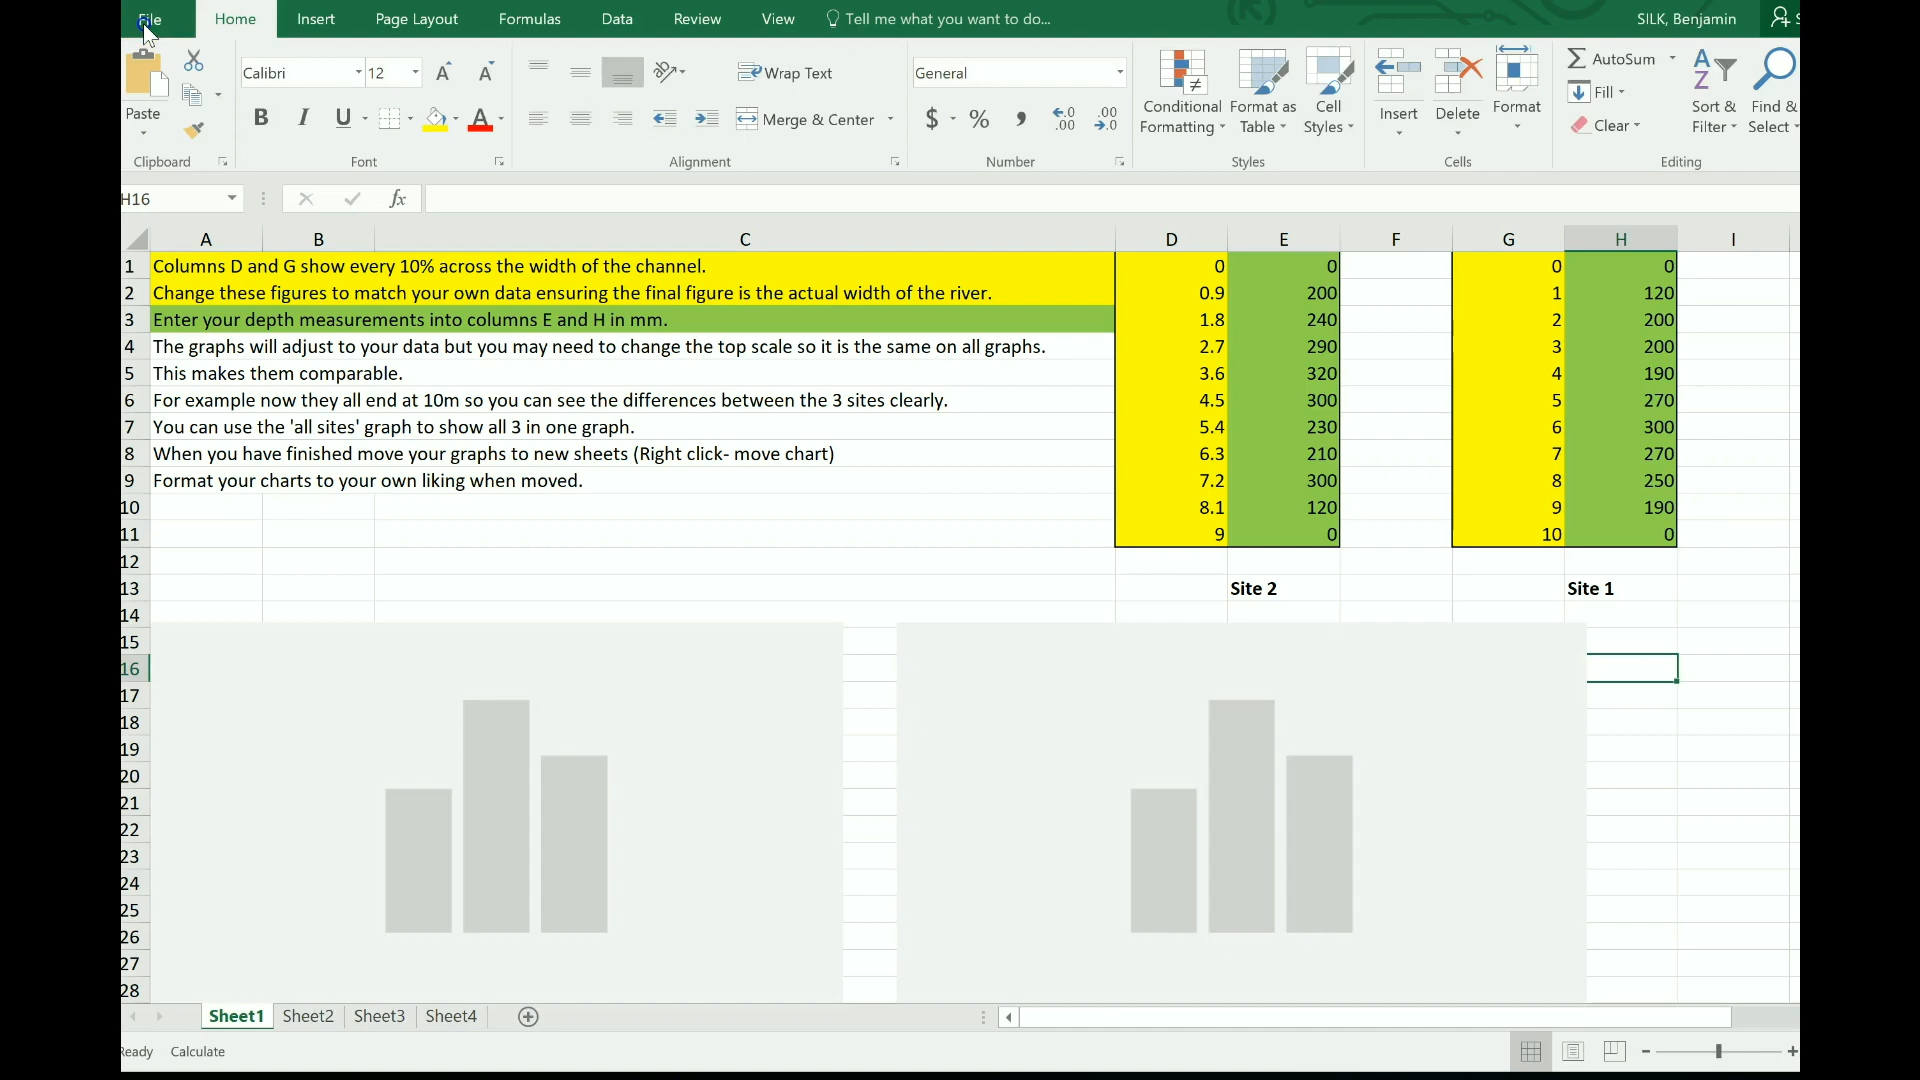 File Home Insert Page Layout Formulas Data Review View Tell me what you want to do... SILK, Benjamin
Calibri 12 Wrap Text General AutoSum
Fill
Paste B I U A Merge & Center $ % , Conditional Formatting Format as Table Cell Styles Insert Delete Format Clear Sort & Filter Find & Select
Clipboard Font Alignment Number Styles Cells Editing
H16 fx
A B C D E F G H I
1 Columns D and G show every 10% across the width of the channel. 0 0 0 0
2 Change these figures to match your own data ensuring the final figure is the actual width of the river. 0.9 200 1 120
3 Enter your depth measurements into columns E and H in mm. 1.8 240 2 200
4 The graphs will adjust to your data but you may need to change the top scale so it is the same on all graphs. 2.7 290 3 200
5 This makes them comparable. 3.6 320 4 190
6 For example now they all end at 10m so you can see the differences between the 3 sites clearly. 4.5 300 5 270
7 You can use the 'all sites' graph to show all 3 in one graph. 5.4 230 6 300
8 When you have finished move your graphs to new sheets (Right click- move chart) 6.3 210 7 270
9 Format your charts to your own liking when moved. 7.2 300 8 250
10 8.1 120 9 190
11 9 0 10 0
12
13 Site 2 Site 1
14
15
16
17
18
19
20
21
22
23
24
25
26
27
28
Sheet1 Sheet2 Sheet3 Sheet4
Ready Calculate